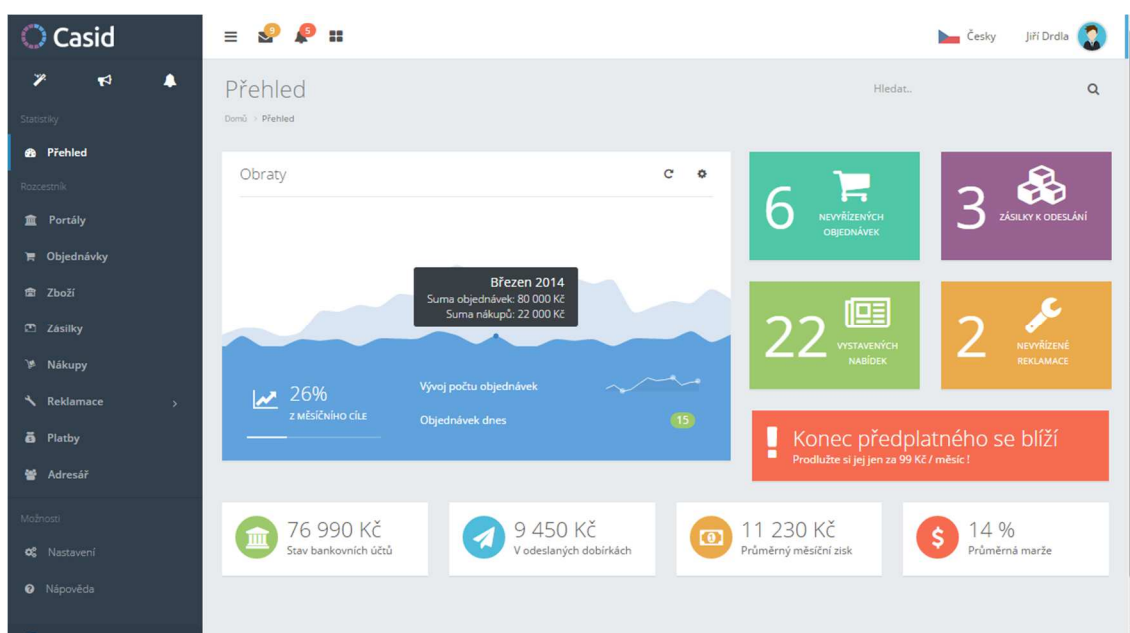 Casid
9
5
Česky
Jiří Drdla
Statistiky
Přehled
Rozcestník
Portály
Objednávky
Zboží
Zásilky
Nákupy
Reklamace
Platby
Adresář
Možnosti
Nastavení
Nápověda
Přehled
Hledat..
Domů > Přehled
Obraty
Březen 2014
Suma objednávek: 80 000 Kč
Suma nákupů: 22 000 Kč
26%
Z MĚSÍČNÍHO CÍLE
Vývoj počtu objednávek
Objednávek dnes
15
6
NEVYŘÍZENÝCH
OBJEDNÁVEK
3
ZÁSILKY K ODESLÁNÍ
22
VYSTAVENÝCH
NABÍDEK
2
NEVYŘÍZENÉ
REKLAMACE
Konec předplatného se blíží
Prodlužte si jej jen za 99 Kč / měsíc !
76 990 Kč
Stav bankovních účtů
9 450 Kč
V odeslaných dobírkách
11 230 Kč
Průměrný měsíční zisk
14 %
Průměrná marže